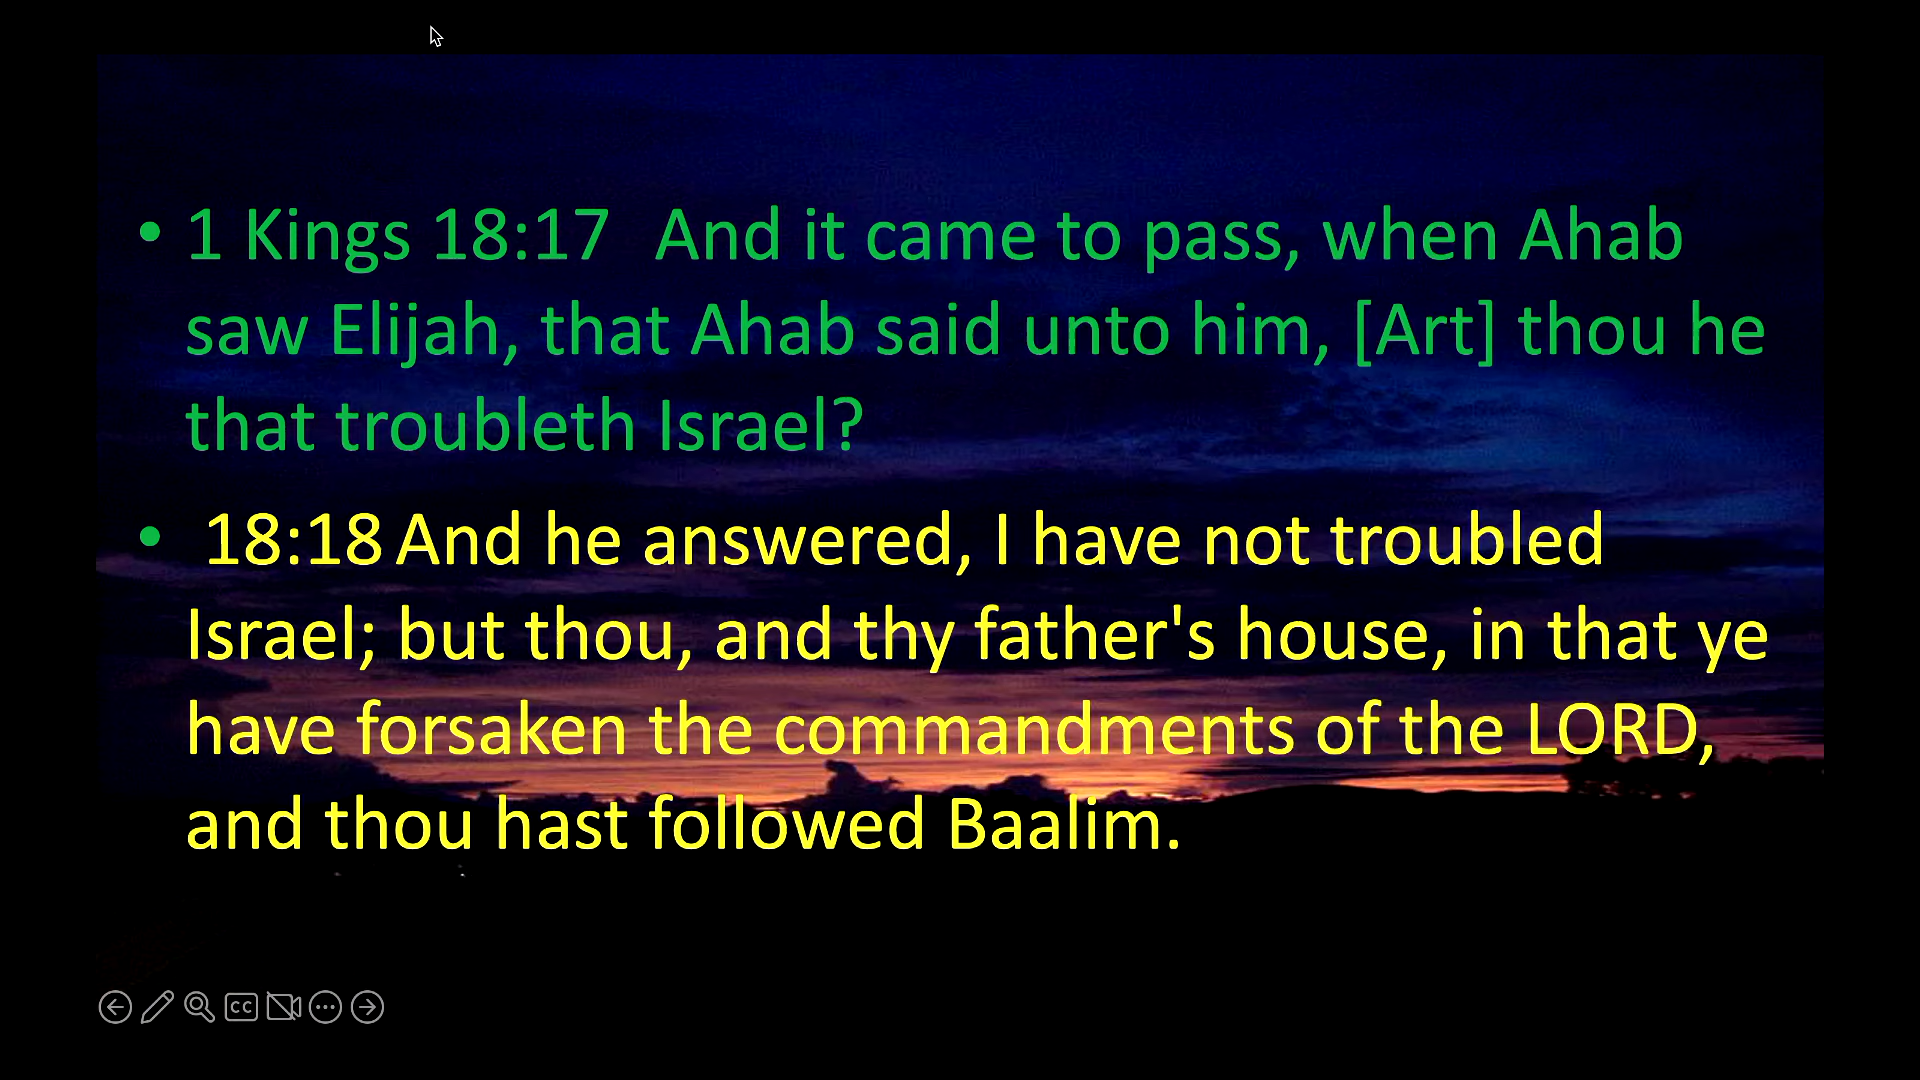 • 1 Kings 18:17 And it came to pass, when Ahab
saw Elijah, that Ahab said unto him, [Art] thou he
that troubleth Israel?
• 18:18 And he answered, I have not troubled
Israel; but thou, and thy father's house, in that ye
have forsaken the commandments of the LORD,
and thou hast followed Baalim.
CC